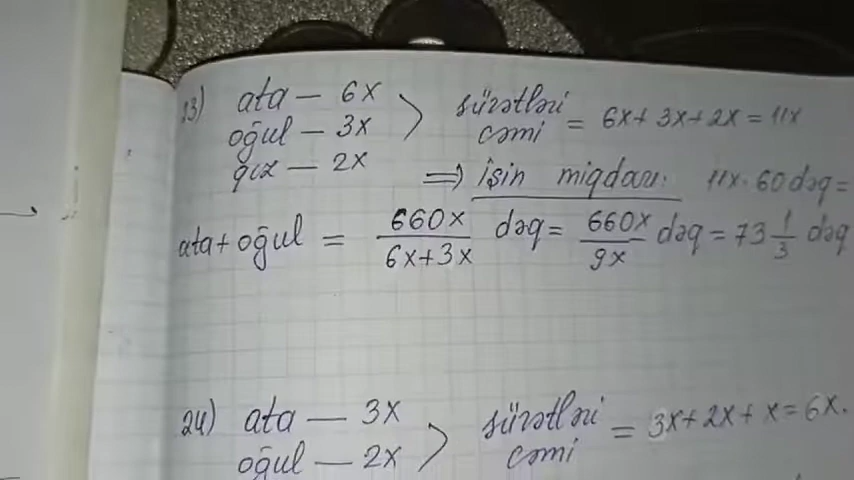 23) ata — 6x
oğul — 3x
qız — 2x
sürətləri cəmi = 6x + 3x + 2x = 11x
=> işin miqdarı: 11x · 60 dəq =
ata + oğul = 660x / 6x+3x dəq = 660x / 9x dəq = 73 1/3 dəq
24) ata — 3x
oğul — 2x
sürətləri cəmi = 3x + 2x + x = 6x.